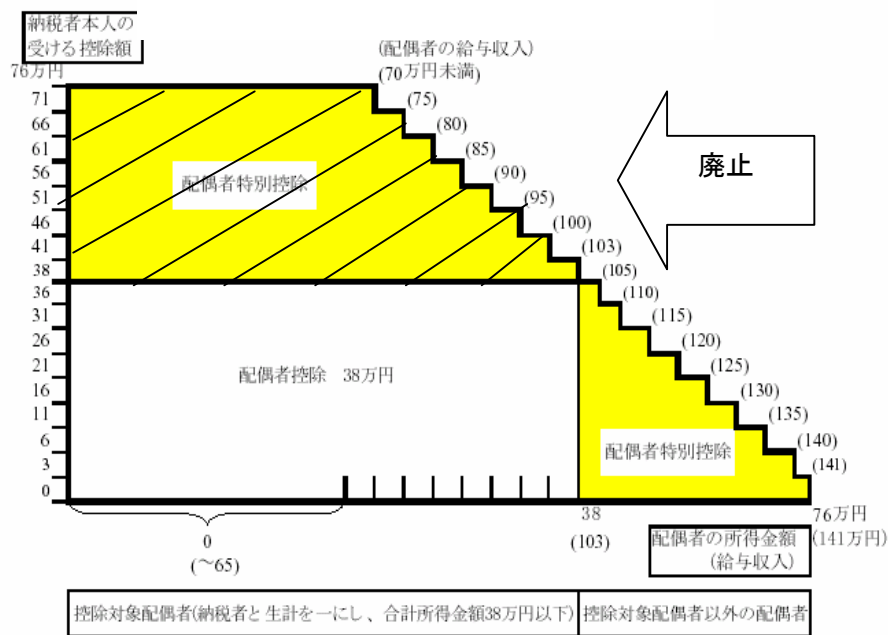 納税者本人の
受ける控除額
76万円
71
66
61
56
51
46
41
38
36
31
26
21
16
11
6
3
0
(配偶者の給与収入)
(70万円未満)
(75)
(80)
(85)
(90)
(95)
(100)
(103)
(105)
(110)
(115)
(120)
(125)
(130)
(135)
(140)
(141)
廃止
配偶者特別控除
配偶者控除 38万円
配偶者特別控除
0
(～65)
38
(103)
76万円
(141万円)
配偶者の所得金額
(給与収入)
控除対象配偶者(納税者と生計を一にし、合計所得金額38万円以下)
控除対象配偶者以外の配偶者